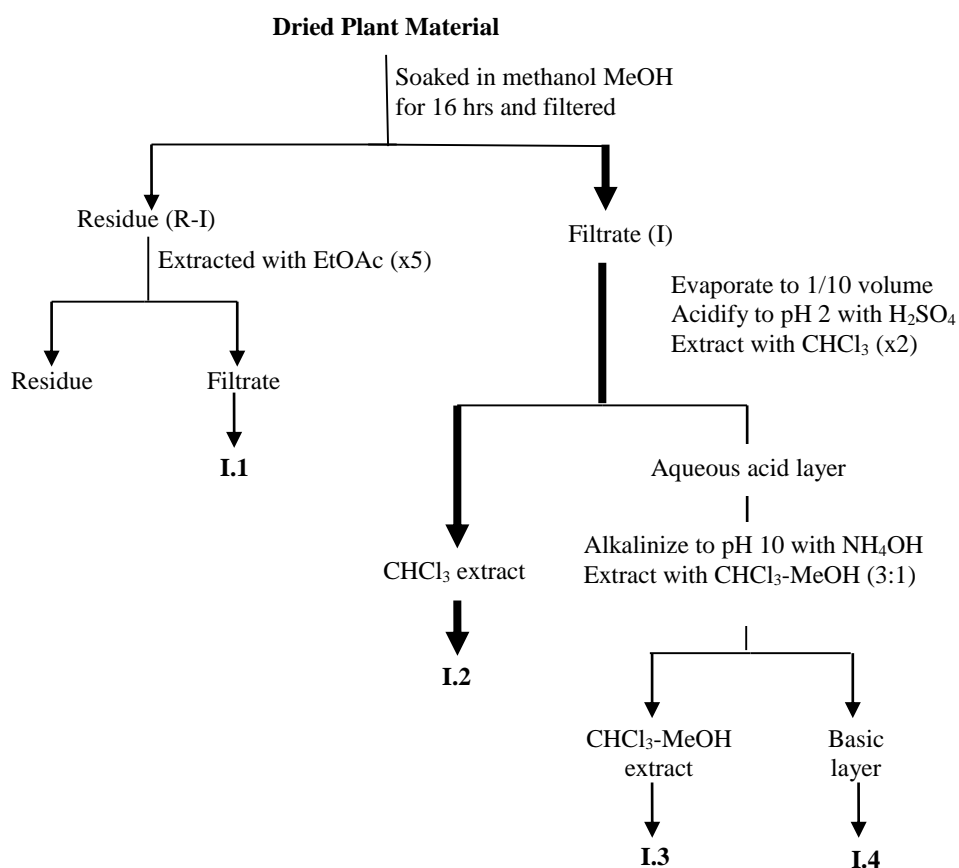 Dried Plant Material
Soaked in methanol MeOH
for 16 hrs and filtered
Residue (R-I)
Filtrate (I)
Extracted with EtOAc (x5)
Evaporate to 1/10 volume
Acidify to pH 2 with H₂SO₄
Extract with CHCl₃ (x2)
Residue
Filtrate
I.1
Aqueous acid layer
Alkalinize to pH 10 with NH₄OH
Extract with CHCl₃-MeOH (3:1)
CHCl₃ extract
I.2
CHCl₃-MeOH
extract
Basic
layer
I.3
I.4